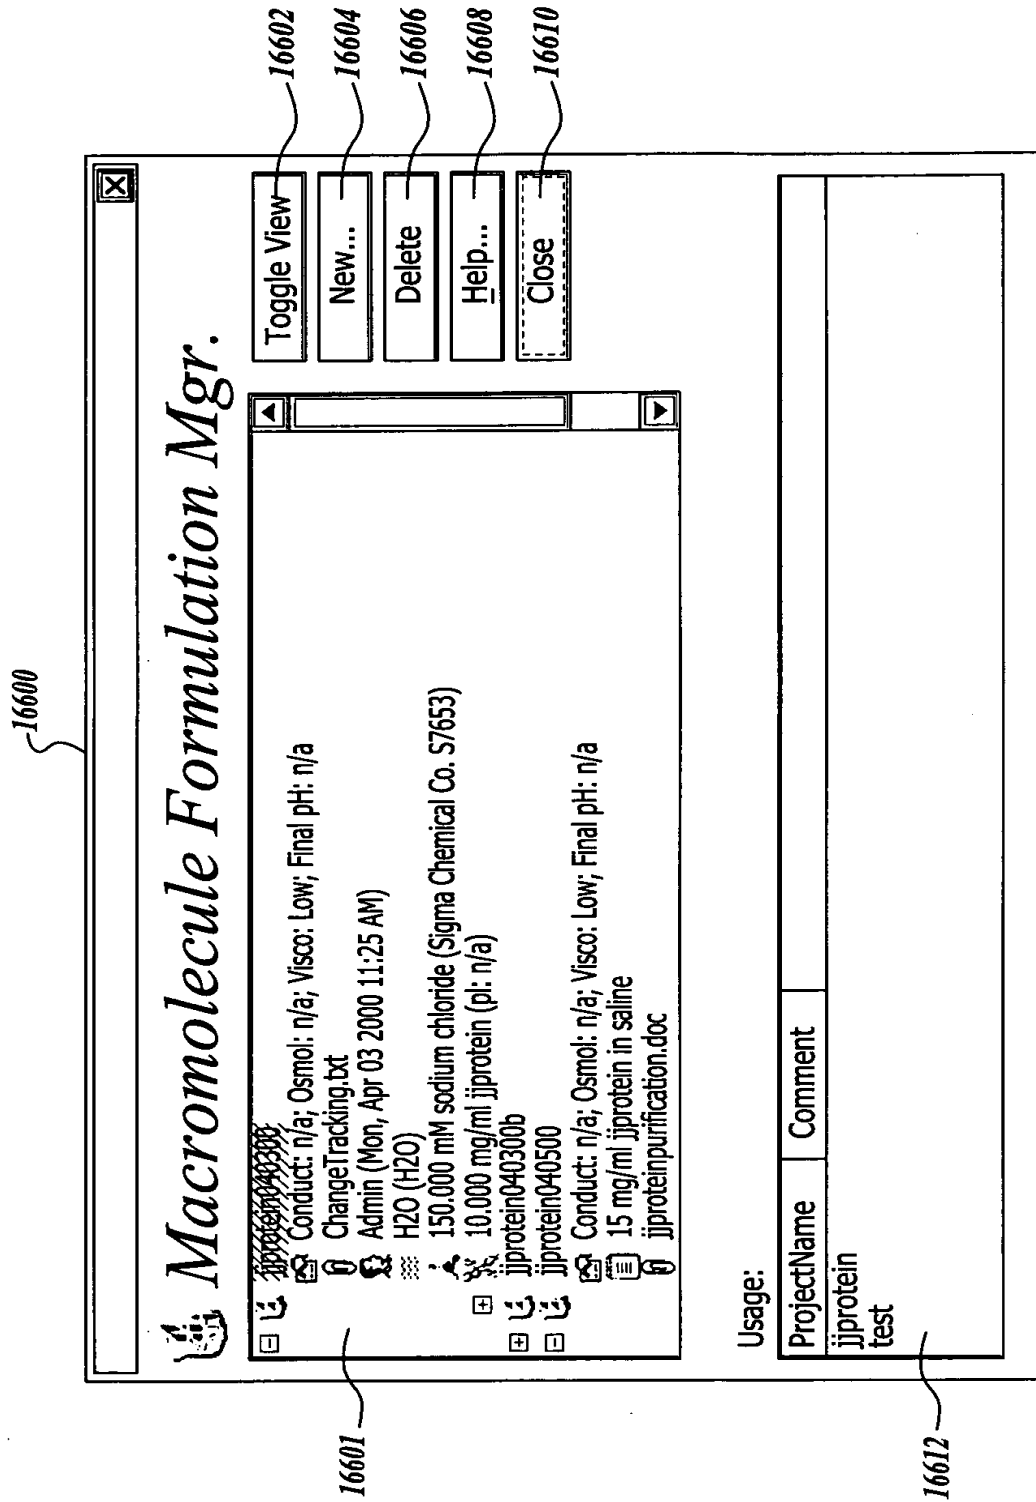 16600
Macromolecule Formulation Mgr.
jjprotein040300
Conduct: n/a; Osmol: n/a; Visco: Low; Final pH: n/a
ChangeTracking.txt
Admin (Mon, Apr 03 2000 11:25 AM)
H2O (H2O)
150.000 mM sodium chloride (Sigma Chemical Co. S7653)
10.000 mg/ml jjprotein (pI: n/a)
jjprotein040300b
jjprotein040500
Conduct: n/a; Osmol: n/a; Visco: Low; Final pH: n/a
15 mg/ml jjprotein in saline
jjproteinpurification.doc
Toggle View
16602
New...
16604
Delete
16606
Help...
16608
Close
16610
16601
Usage:
ProjectName Comment
jjprotein
test
16612